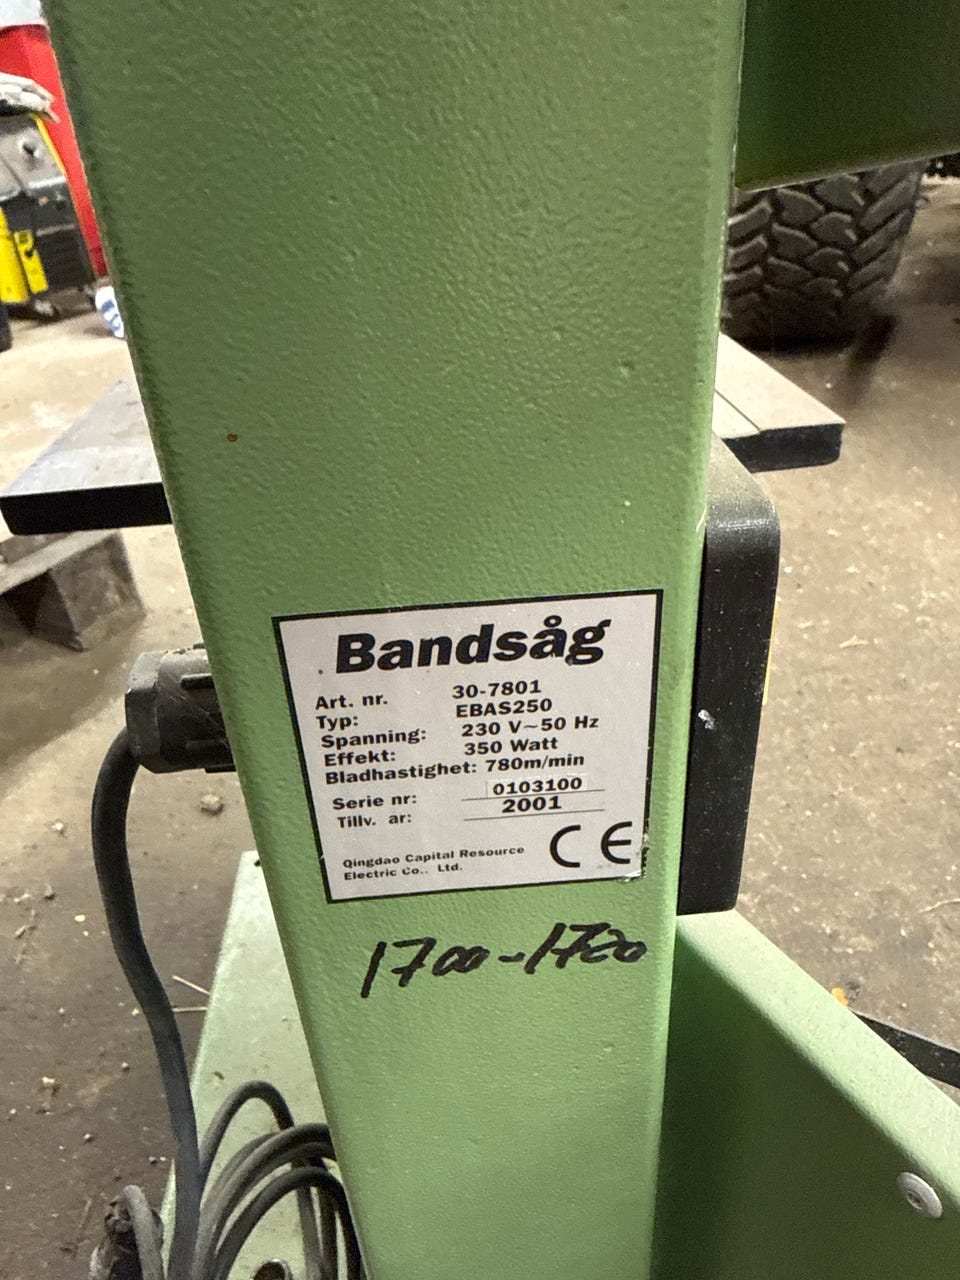 Bandsåg
Art. nr. 30-7801
Typ: EBAS250
Spanning: 230 V~50 Hz
Effekt: 350 Watt
Bladhastighet: 780m/min
Serie nr: 0103100
Tillv. ar: 2001
Qingdao Capital Resource
Electric Co.. Ltd.
CE
1700-1720